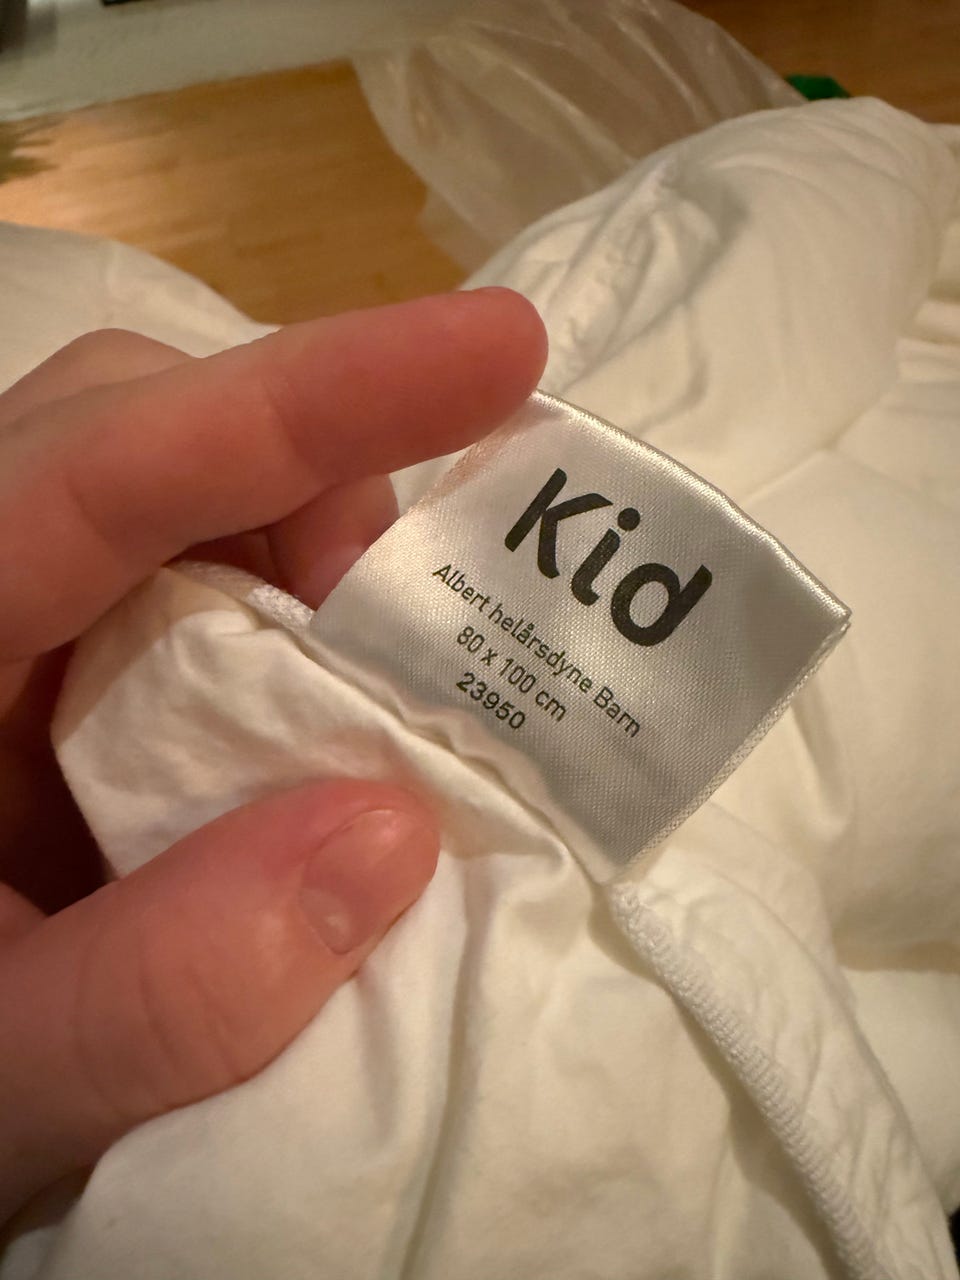 Kid
Albert helårsdyne Barn
80 x 100 cm
23950